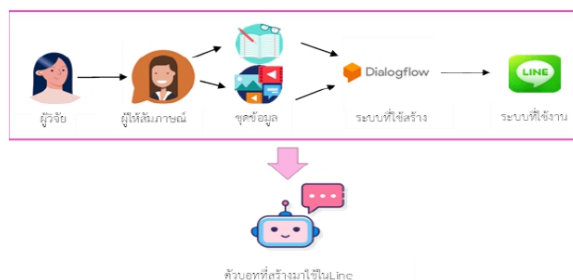 Dialogflow
LINE
ผู้วิจัย
ผู้ให้สัมภาษณ์
ชุดข้อมูล
ระบบที่ใช้สร้าง
ระบบที่ใช้งาน
ตัวบอทที่สร้างมาใช้ในLine